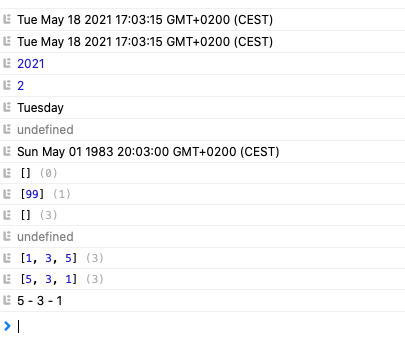 Tue May 18 2021 17:03:15 GMT+0200 (CEST)
Tue May 18 2021 17:03:15 GMT+0200 (CEST)
2021
2
Tuesday
undefined
Sun May 01 1983 20:03:00 GMT+0200 (CEST)
[] (0)
[99] (1)
[] (3)
undefined
[1, 3, 5] (3)
[5, 3, 1] (3)
5 - 3 - 1